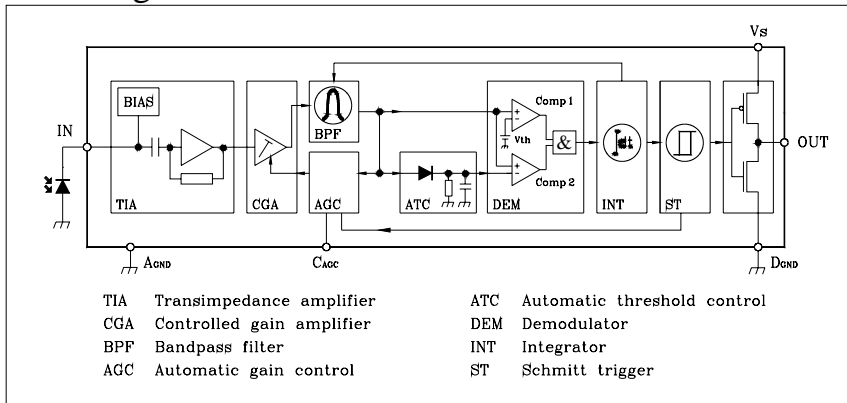 Vs
BIAS
Comp 1
IN
BPF
Vth
&
OUT
Comp 2
TIA
CGA
AGC
ATC
DEM
INT
ST
AGND
CAGC
DGND
TIA Transimpedance amplifier
CGA Controlled gain amplifier
BPF Bandpass filter
AGC Automatic gain control
ATC Automatic threshold control
DEM Demodulator
INT Integrator
ST Schmitt trigger